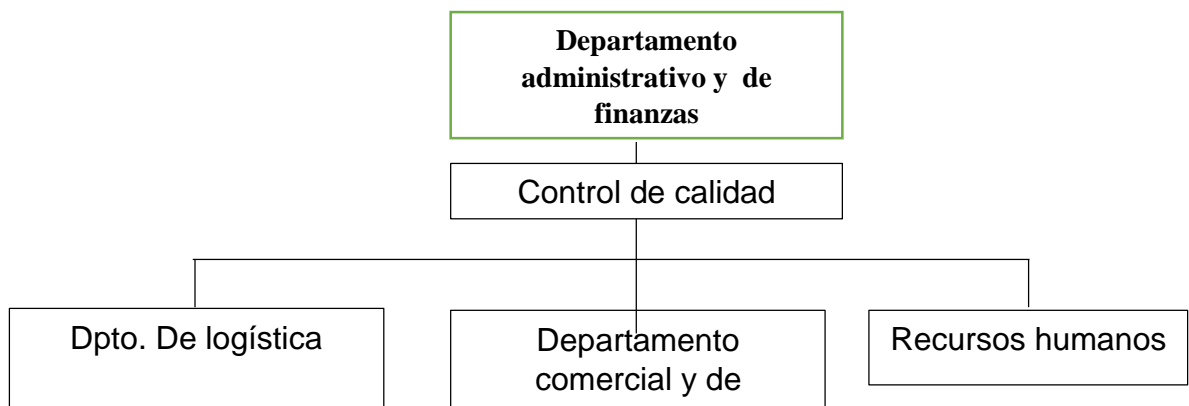 Departamento
administrativo y de
finanzas
Control de calidad
Dpto. De logística
Departamento
comercial y de
Recursos humanos